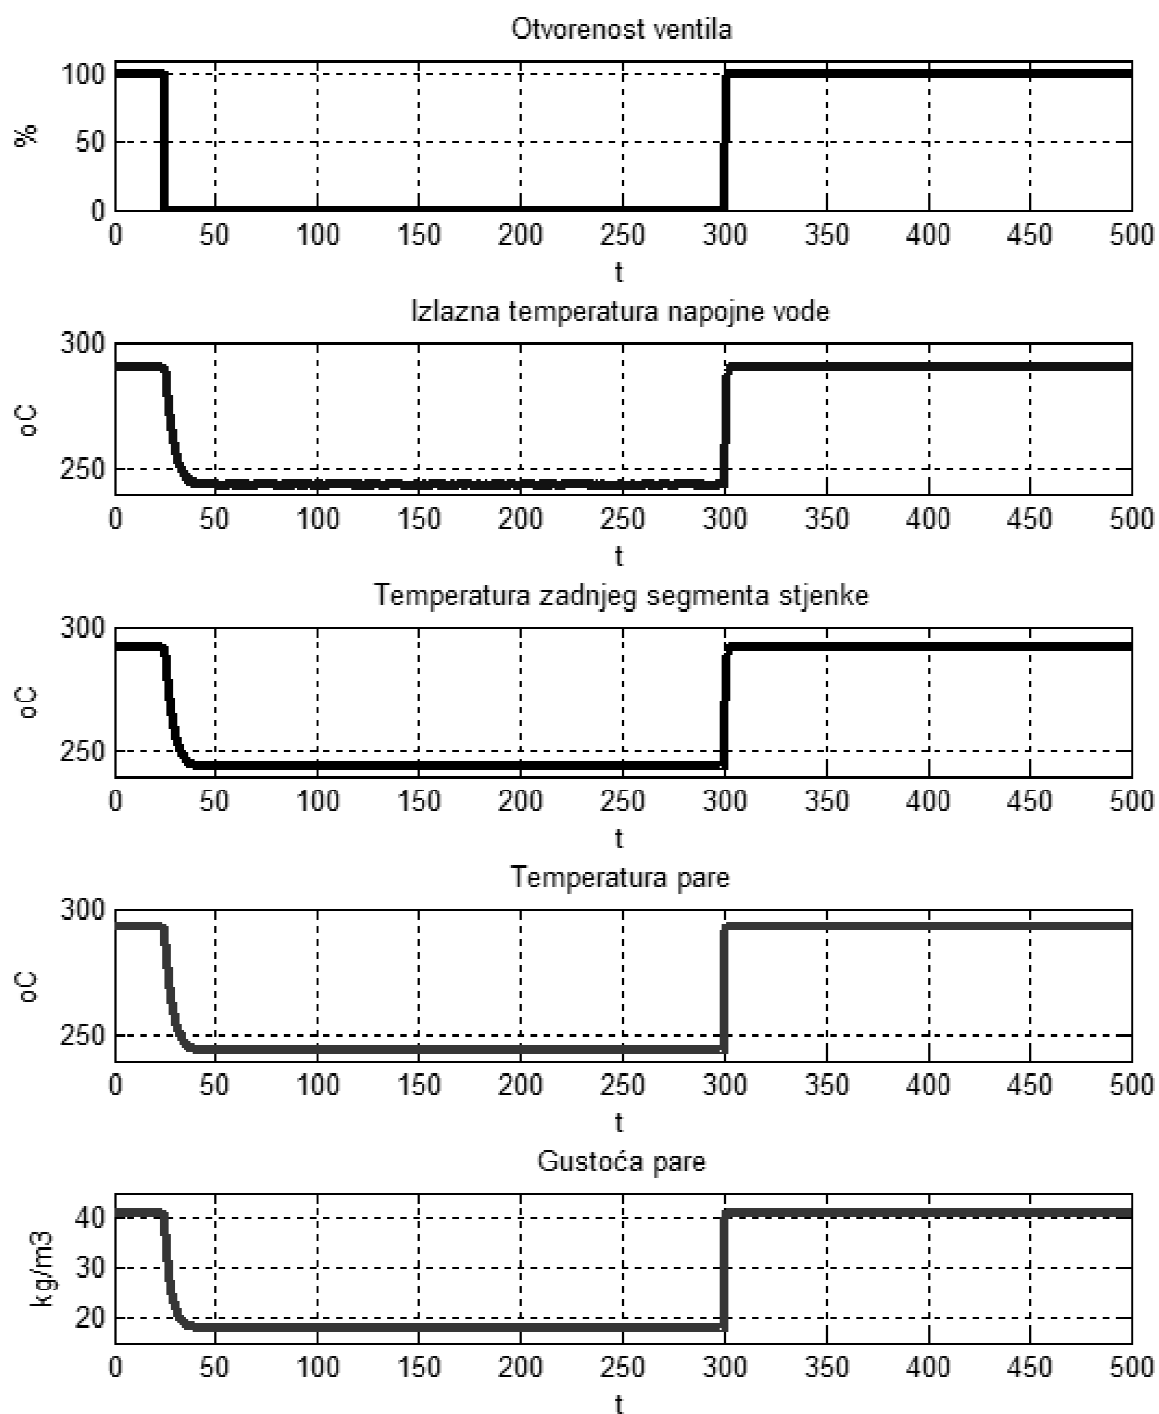 Otvorenost ventila
100
50
0
%
0 50 100 150 200 250 300 350 400 450 500
t
Izlazna temperatura napojne vode
300
250
oC
0 50 100 150 200 250 300 350 400 450 500
t
Temperatura zadnjeg segmenta stjenke
300
250
oC
0 50 100 150 200 250 300 350 400 450 500
t
Temperatura pare
300
250
oC
0 50 100 150 200 250 300 350 400 450 500
t
Gustoća pare
40
30
20
kg/m3
0 50 100 150 200 250 300 350 400 450 500
t